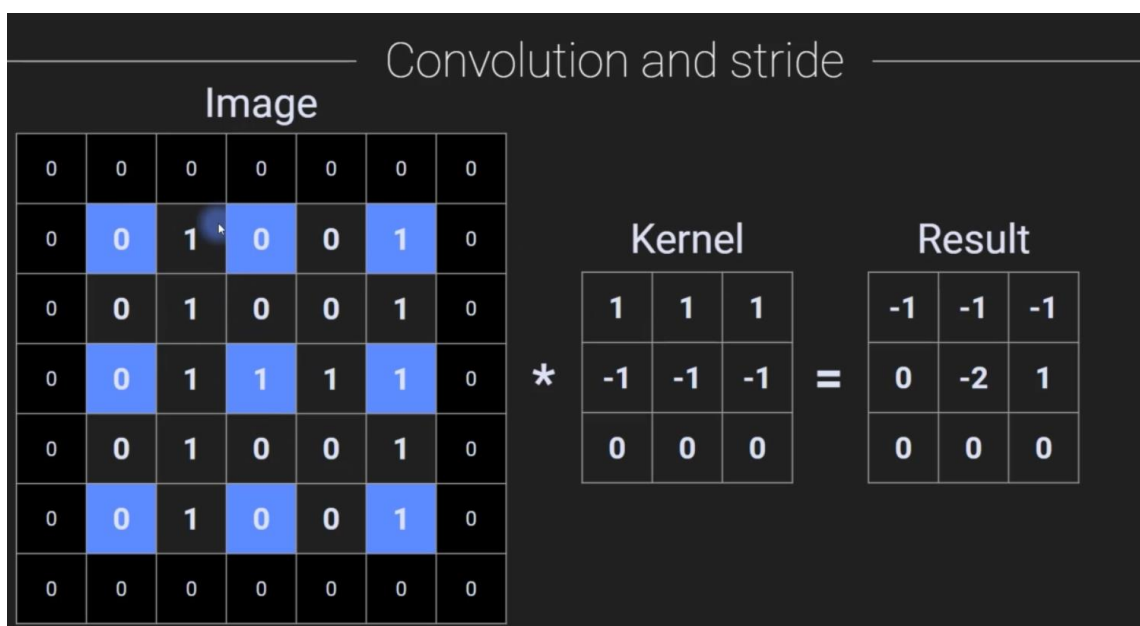 Convolution and stride
Image
0 0 0 0 0 0 0
0 0 1 0 0 1 0
0 0 1 0 0 1 0
0 0 1 1 1 1 0
0 0 1 0 0 1 0
0 0 1 0 0 1 0
0 0 0 0 0 0 0
*
Kernel
1 1 1
-1 -1 -1
0 0 0
=
Result
-1 -1 -1
0 -2 1
0 0 0